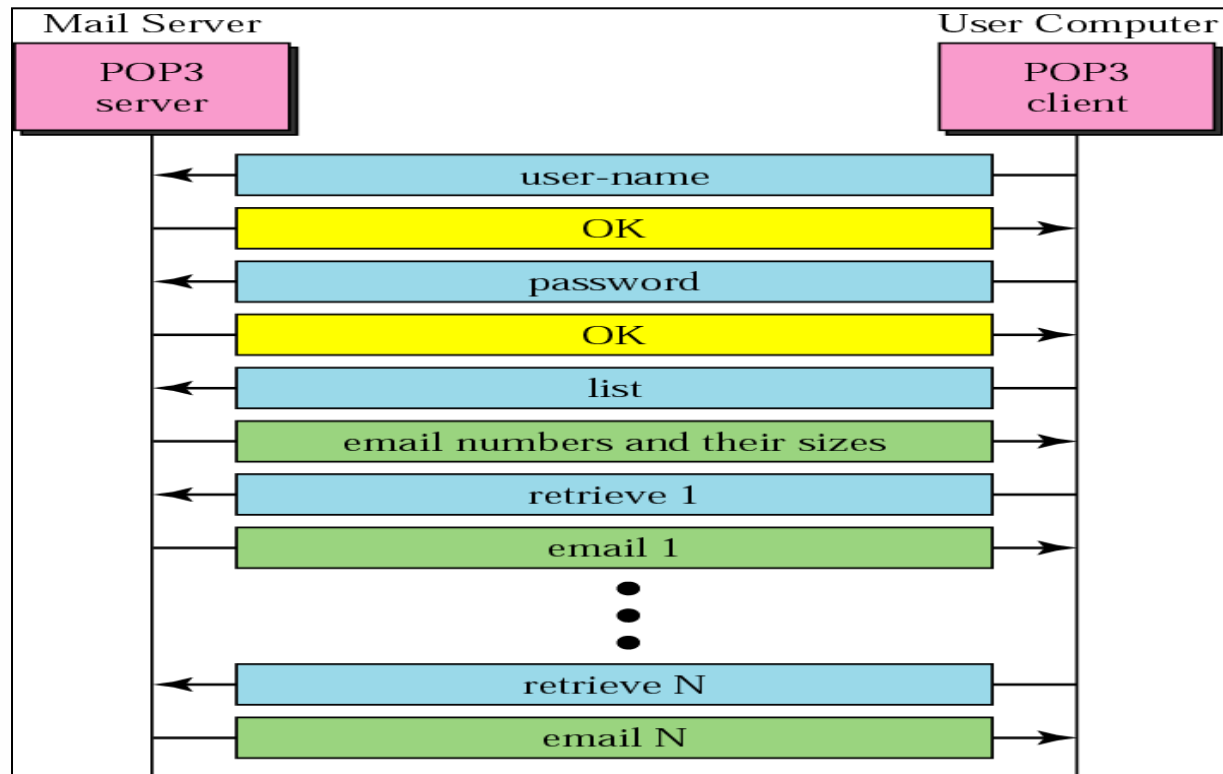 Mail Server
User Computer
POP3
server
POP3
client
user-name
OK
password
OK
list
email numbers and their sizes
retrieve 1
email 1
retrieve N
email N